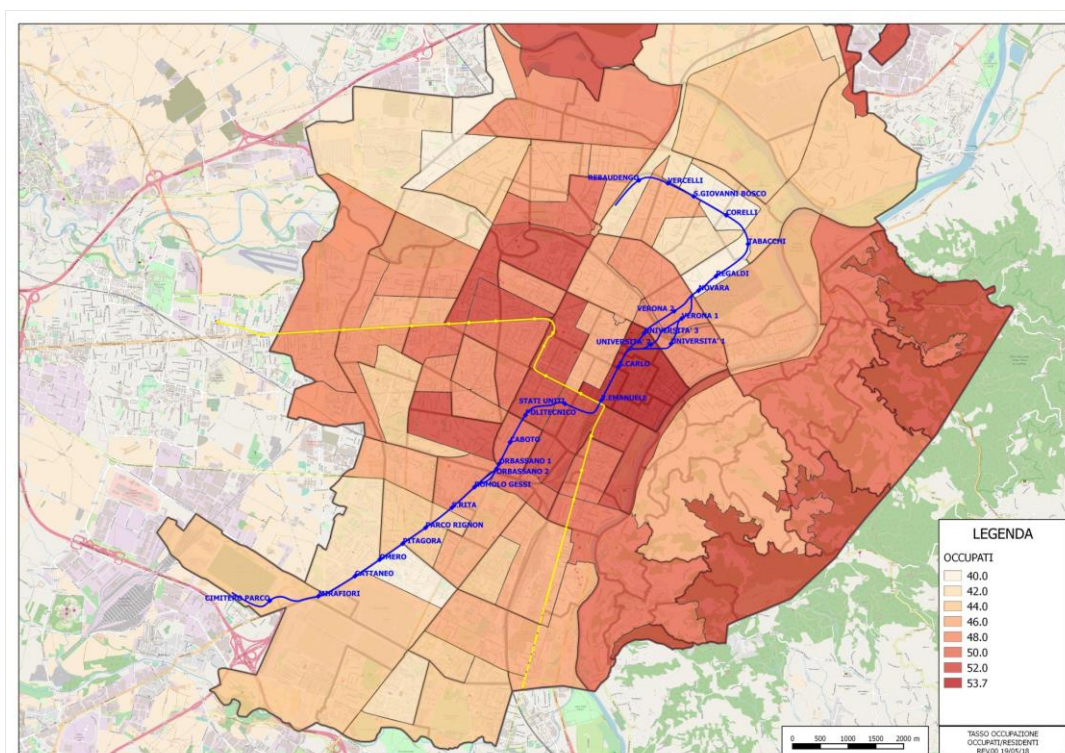 REBAUDENGO
VERCELLI
S.GIOVANNI BOSCO
CORELLI
TABACCHI
REGALDI
NOVARA
VERONA 2
VERONA 1
UNIVERSITA' 3
UNIVERSITA' 2
UNIVERSITA' 1
S.CARLO
V.EMANUELE
STATI UNITI
POLITECNICO
CABOTO
ORBASSANO 1
ORBASSANO 2
ROMOLO GESSI
S.RITA
PARCO RIGNON
PITAGORA
OMERO
CATTANEO
MIRAFIORI
CIMITERO PARCO
LEGENDA
OCCUPATI
40.0
42.0
44.0
46.0
48.0
50.0
52.0
53.7
0 500 1000 1500 2000 m
TASSO OCCUPAZIONE
OCCUPATI/RESIDENTI
REV.00 19/05/18